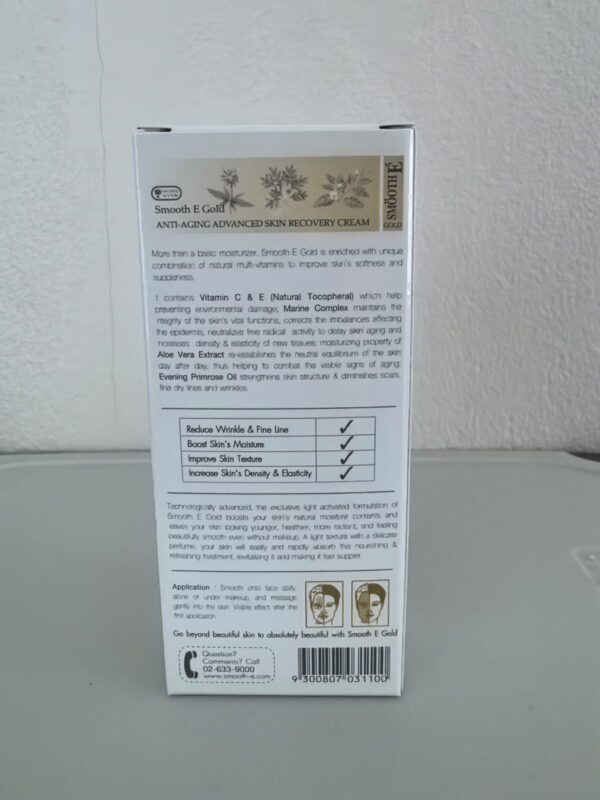 Smooth E Gold
ANTI-AGING ADVANCED SKIN RECOVERY CREAM
SMOOTH E
GOLD
More than a basic moisturizer, Smooth E Gold is enriched with unique
combination of natural multi-vitamins to improve skin's softness and
suppleness.
t contains Vitamin C & E (Natural Tocopheral) which help
preventing environmental damage; Marine Complex maintains the
integrity of the skin's vital functions, corrects the imbalances affecting
the epidermis, neutralizes free radical activity to delay skin aging and
ncreases density & elasticity of new tissues; moisturizing property of
Aloe Vera Extract re-establishes the neutral equilibrium of the skin
day after day, thus helping to combat the visible signs of aging;
Evening Primrose Oil strengthens skin structure & diminishes scars,
fine dry lines and wrinkles.
Reduce Wrinkle & Fine Line ✓
Boost Skin's Moisture ✓
Improve Skin Texture ✓
Increase Skin's Density & Elasticity ✓
Technologically advanced, the exclusive light activated formulation of
Smooth E Gold boosts your skin's natural moisture contents and
eaves your skin looking younger, healthier, more radiant, and feeling
beautifully smooth even without makeup. A light texture with a delicate
perfume, your skin will easily and rapidly absorb this nourishing &
refreshing treatment, revitalizing it and making it feel suppler.
Application : Smooth onto face daily,
alone or under makeup, and massage
gently into the skin. Visible effect after the
first application.
Go beyond beautiful skin to absolutely beautiful with Smooth E Gold
Question?
Comments? Call
02-633-9000
www.smooth-e.com
9 300807 031100